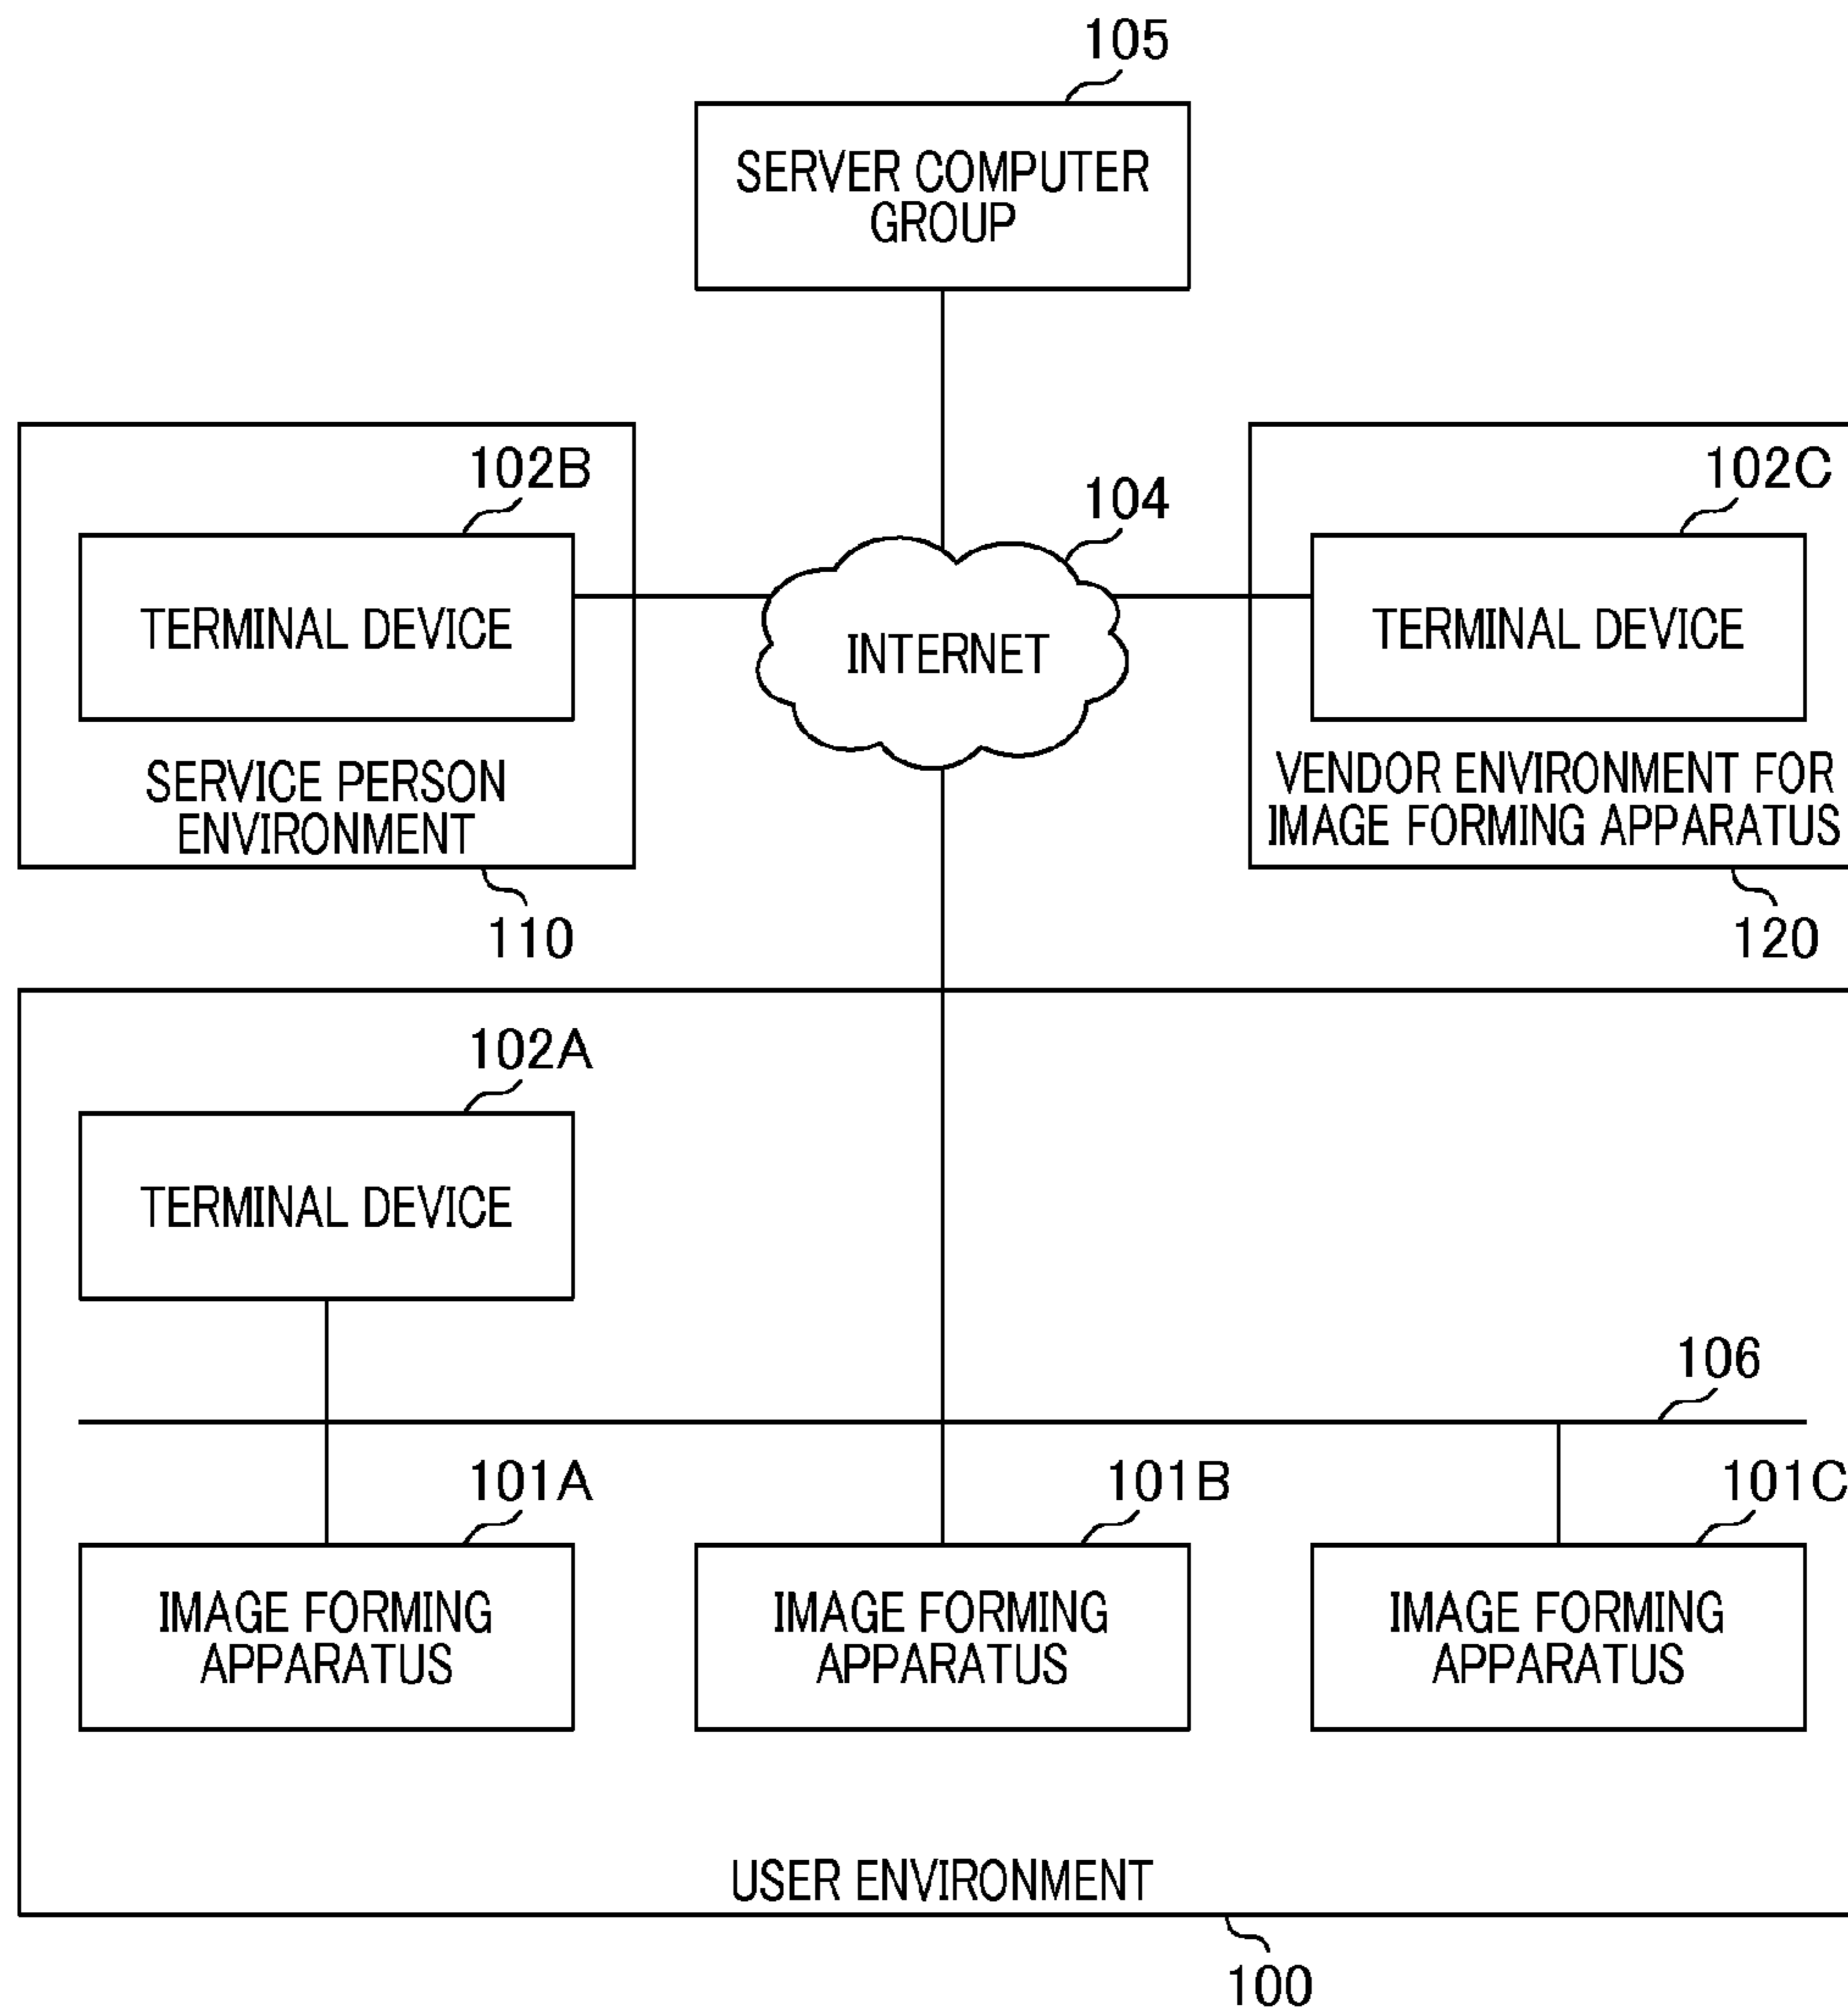 105
SERVER COMPUTER
GROUP
102B
TERMINAL DEVICE
SERVICE PERSON
ENVIRONMENT
110
104
INTERNET
102C
TERMINAL DEVICE
VENDOR ENVIRONMENT FOR
IMAGE FORMING APPARATUS
120
102A
TERMINAL DEVICE
106
101A
IMAGE FORMING
APPARATUS
101B
IMAGE FORMING
APPARATUS
101C
IMAGE FORMING
APPARATUS
USER ENVIRONMENT
100